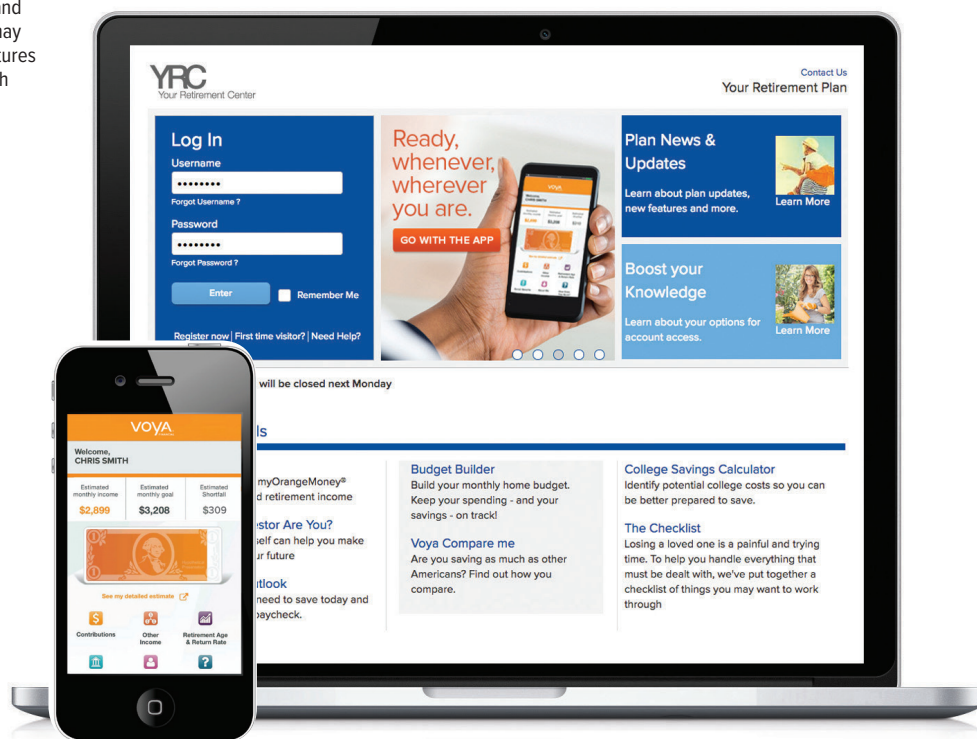 and
nay
tures
h
YRC
Your Retirement Center
Contact Us
Your Retirement Plan
Log In
Username
Forgot Username ?
Password
Forgot Password ?
Enter
Remember Me
Register now | First time visitor? | Need Help?
Ready,
whenever,
wherever
you are.
GO WITH THE APP
VOYA
Welcome
CHRIS SMITH
Plan News &
Updates
Learn about plan updates,
new features and more.
Learn More
Boost your
Knowledge
Learn about your options for
account access.
Learn More
will be closed next Monday
ls
myOrangeMoney®
d retirement income
estor Are You?
self can help you make
ur future
utlook
need to save today and
paycheck.
Budget Builder
Build your monthly home budget.
Keep your spending - and your
savings - on track!
Voya Compare me
Are you saving as much as other
Americans? Find out how you
compare.
College Savings Calculator
Identify potential college costs so you can
be better prepared to save.
The Checklist
Losing a loved one is a painful and trying
time. To help you handle everything that
must be dealt with, we've put together a
checklist of things you may want to work
through
VOYA
Welcome,
CHRIS SMITH
Estimated
monthly income
$2,899
Estimated
monthly goal
$3,208
Estimated
Shortfall
$309
See my detailed estimate
Contributions
Other
Income
Retirement Age
& Return Rate